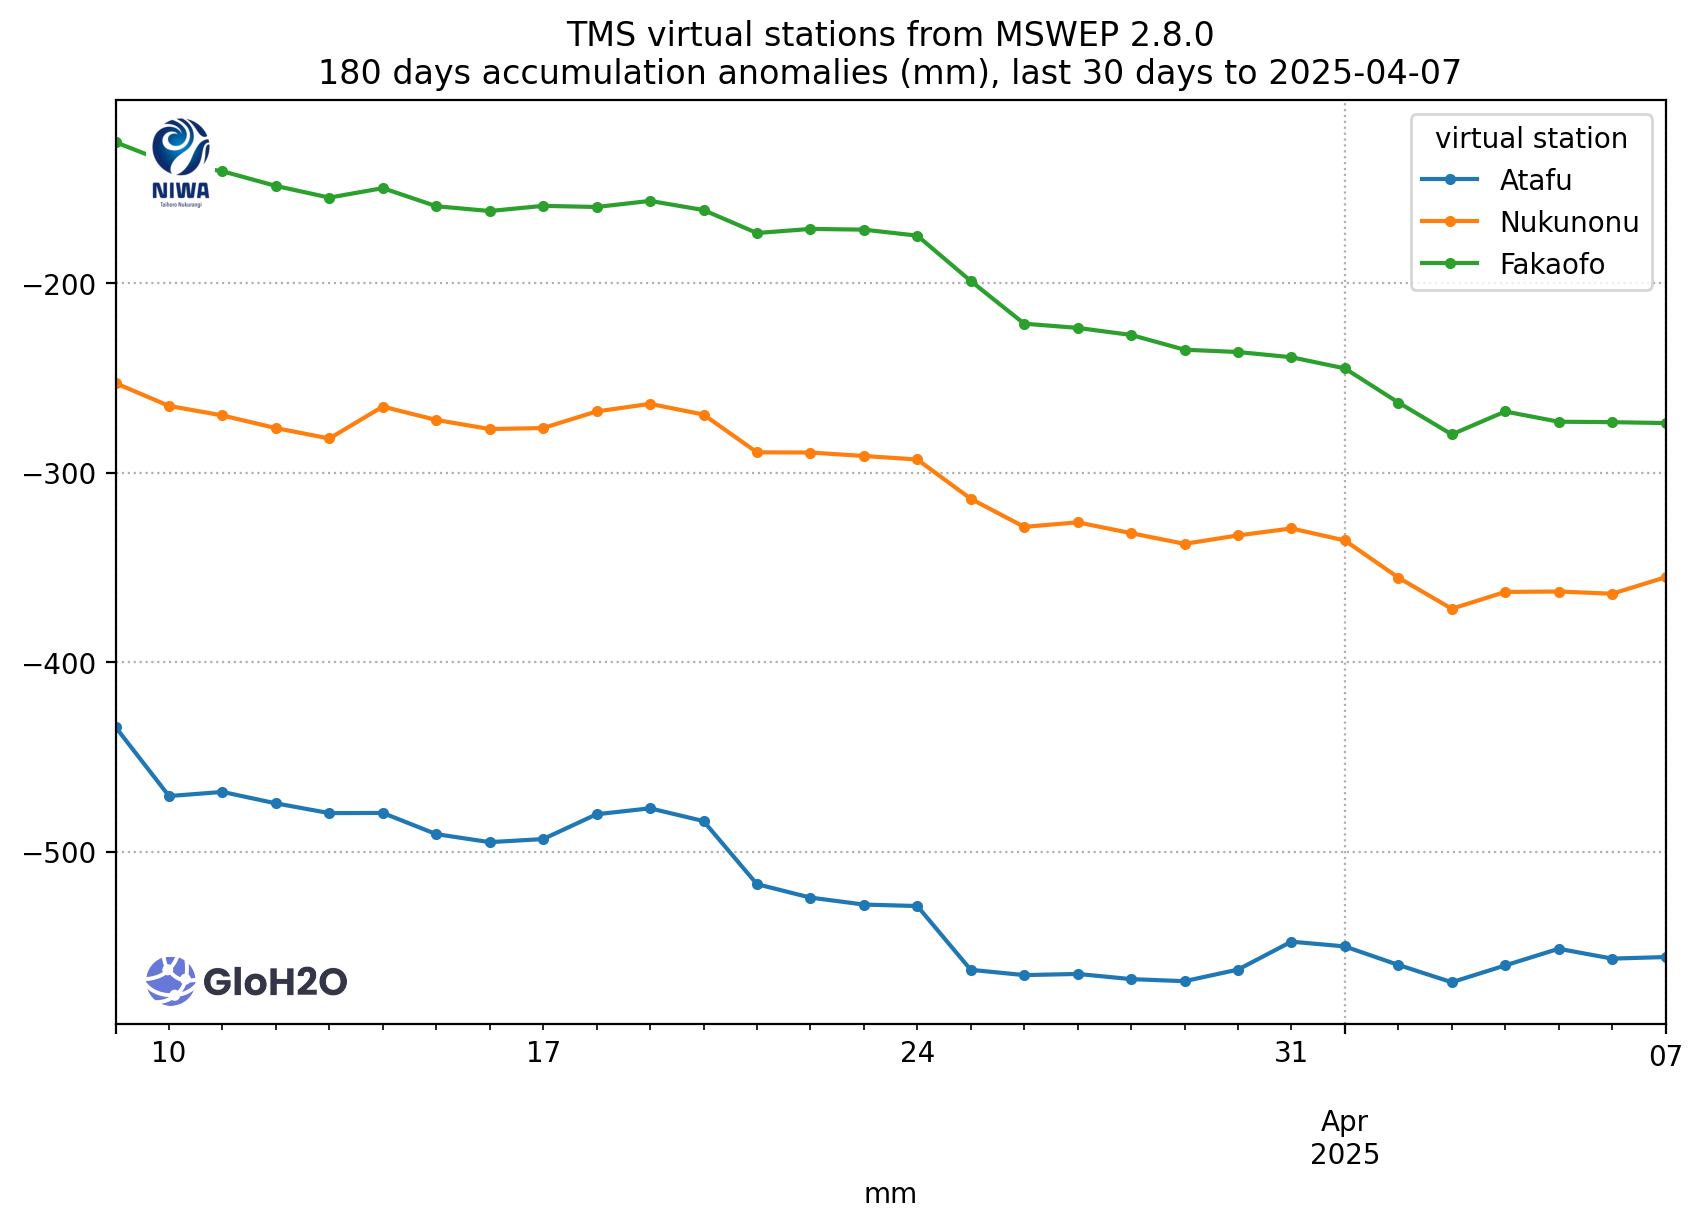 TMS virtual stations from MSWEP 2.8.0
180 days accumulation anomalies (mm), last 30 days to 2025-04-07
NIWA
Taihoro Nukurangi
virtual station
Atafu
Nukunonu
Fakaofo
−200
−300
−400
−500
GloH2O
10 17 24 31 07
Apr
2025
mm